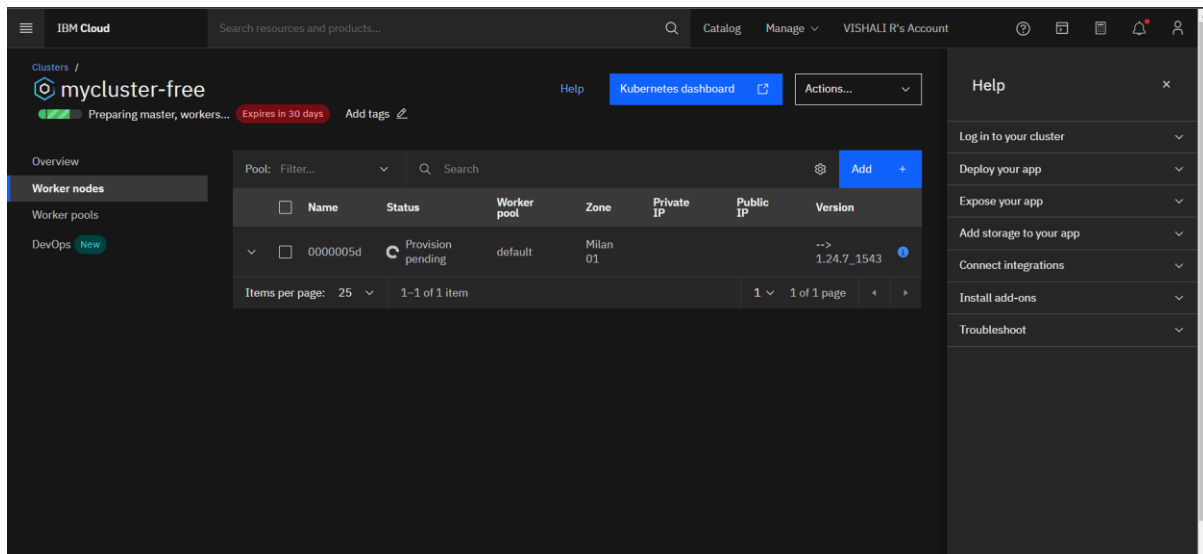 IBM Cloud
Search resources and products...
Catalog
Manage
VISHALI R's Account
Clusters /
mycluster-free
Help
Kubernetes dashboard
Actions...
Preparing master, workers...
Expires in 30 days
Add tags
Overview
Worker nodes
Worker pools
DevOps New
Pool: Filter...
Search
Add +
Name Status Worker pool Zone Private IP Public IP Version
0000005d Provision pending default Milan 01 --> 1.24.7_1543
Items per page: 25 1–1 of 1 item 1 1 of 1 page
Help
Log in to your cluster
Deploy your app
Expose your app
Add storage to your app
Connect integrations
Install add-ons
Troubleshoot